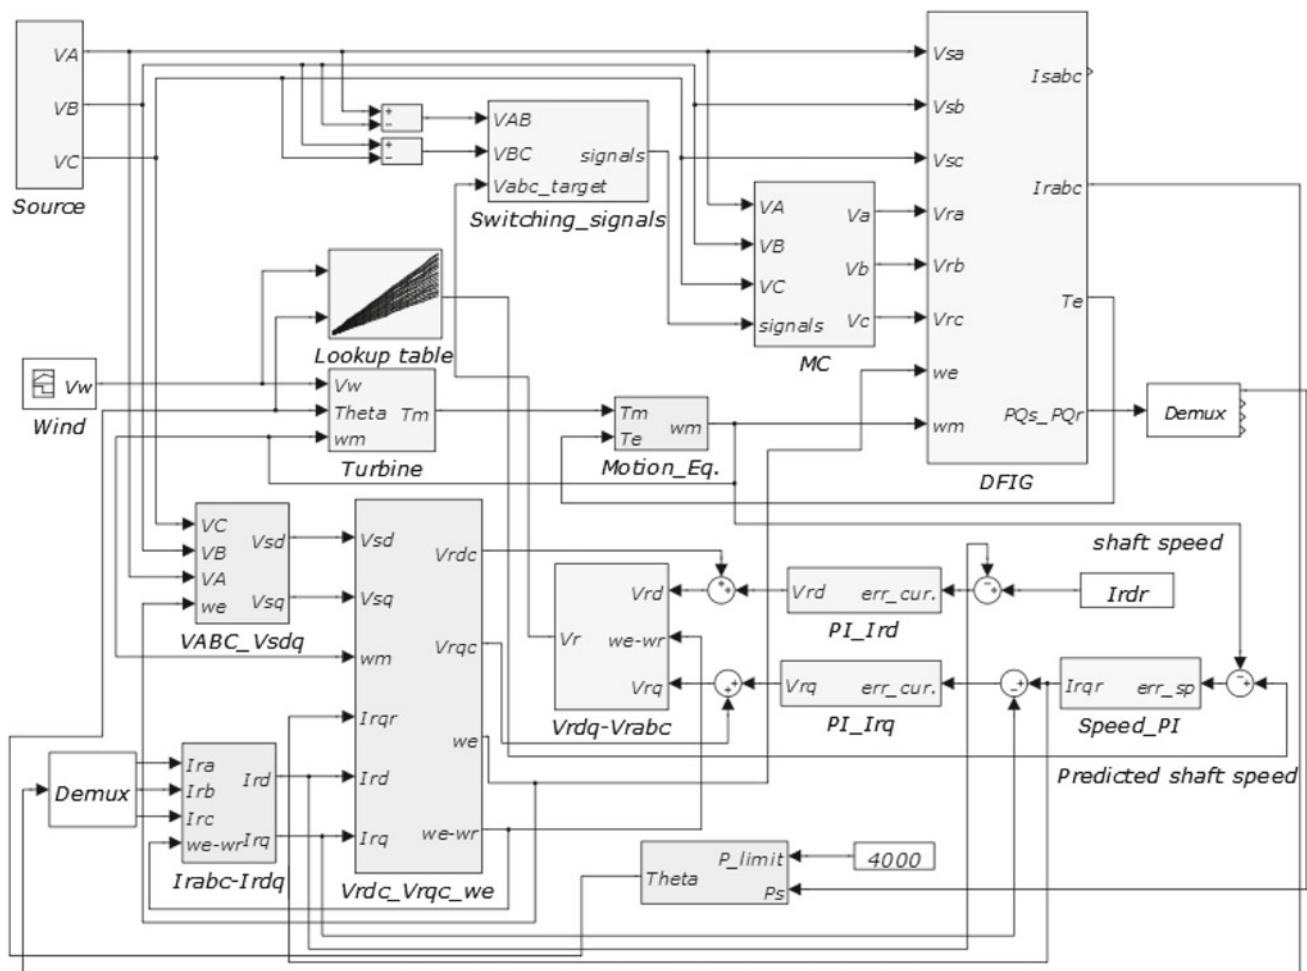 VA
VB
VC
Source
+
−
+
−
VAB
VBC
Vabc_target
signals
Switching_signals
VA
VB
VC
signals
Va
Vb
Vc
MC
Vsa
Vsb
Vsc
Vra
Vrb
Vrc
we
wm
Isabc
Irabc
Te
PQs_PQr
DFIG
Demux
Lookup table
Vw
Wind
Vw
Theta
wm
Tm
Turbine
Tm
Te
wm
Motion_Eq.
VC
VB
VA
we
Vsd
Vsq
VABC_Vsdq
Vsd
Vsq
wm
Irqr
Ird
Irq
Vrdc
Vrqc
we
we-wr
Vrdc_Vrqc_we
Vr
Vrd
we-wr
Vrq
Vrdq-Vrabc
+
+
Vrd err_cur.
PI_Ird
−
+
Irdr
shaft speed
+
+
Vrq err_cur.
PI_Irq
−
+
Irqr err_sp
Speed_PI
−
+
Predicted shaft speed
Demux
Ira
Irb
Irc
we-wr
Ird
Irq
Irabc-Irdq
Theta
P_limit
Ps
4000